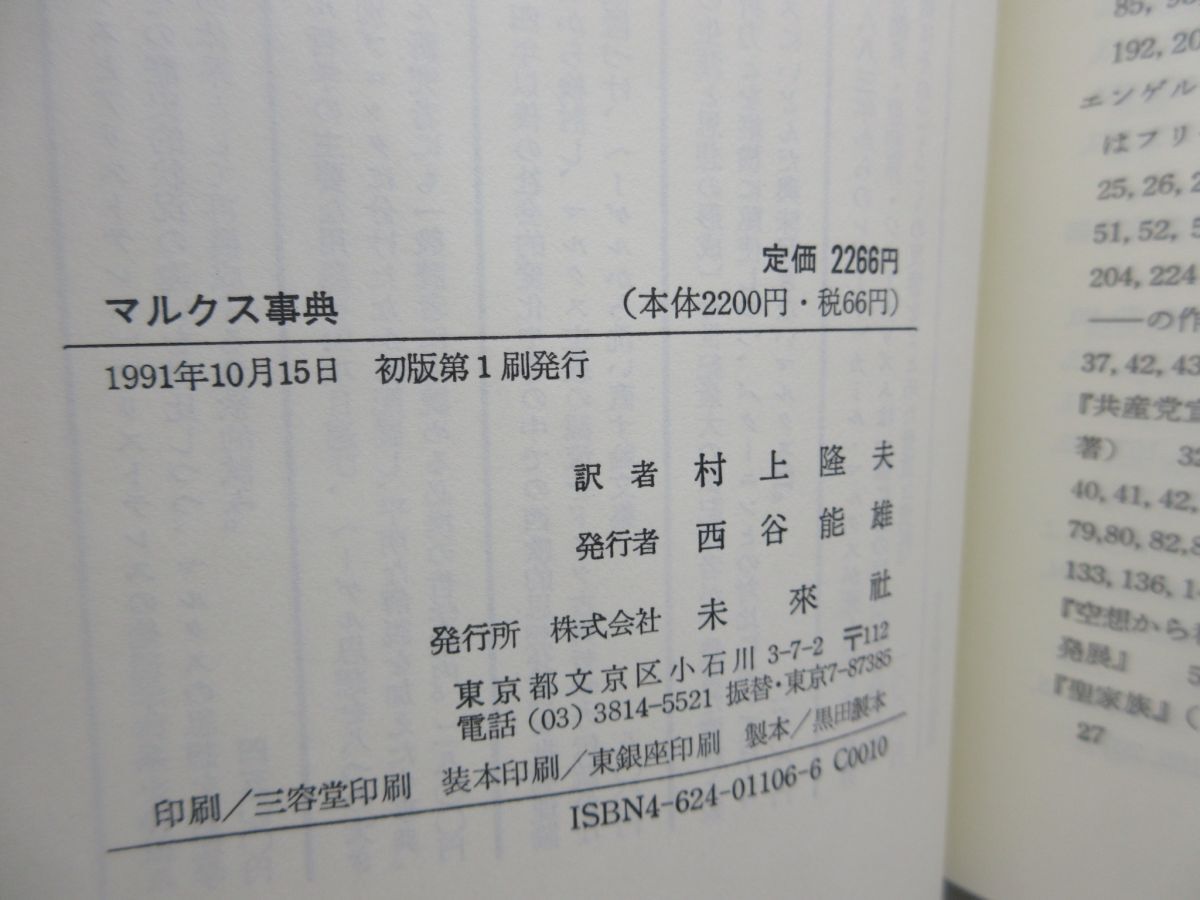 定価 2266円
マルクス事典
(本体2200円・税66円)
1991年10月15日 初版第1刷発行
訳者 村上隆夫
発行者 西谷能雄
発行所 株式会社 未來社
東京都文京区小石川 3-7-2 〒112
電話 (03) 3814-5521 振替・東京7-87385
印刷/三容堂印刷 装本印刷/東銀座印刷 製本/黒田製本
ISBN4-624-01106-6 C0010
192, 20
エンゲル
はフリ
25, 26, 2
51, 52, 5
204, 224
——の作
37, 42, 43
『共産党宣
著) 32
40, 41, 42,
79, 80, 82, 8
133, 136, 1
『空想から
発展』 5
『聖家族』(
27